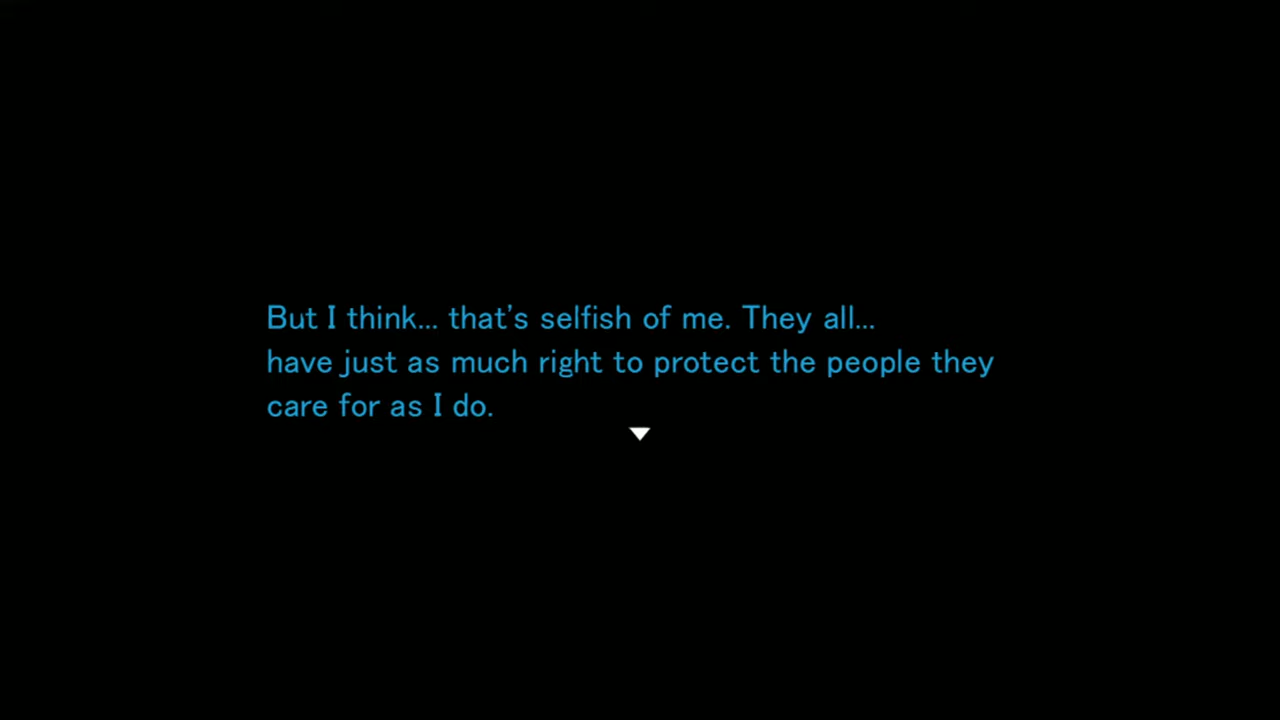 But I think... that's selfish of me. They all...
have just as much right to protect the people they
care for as I do.